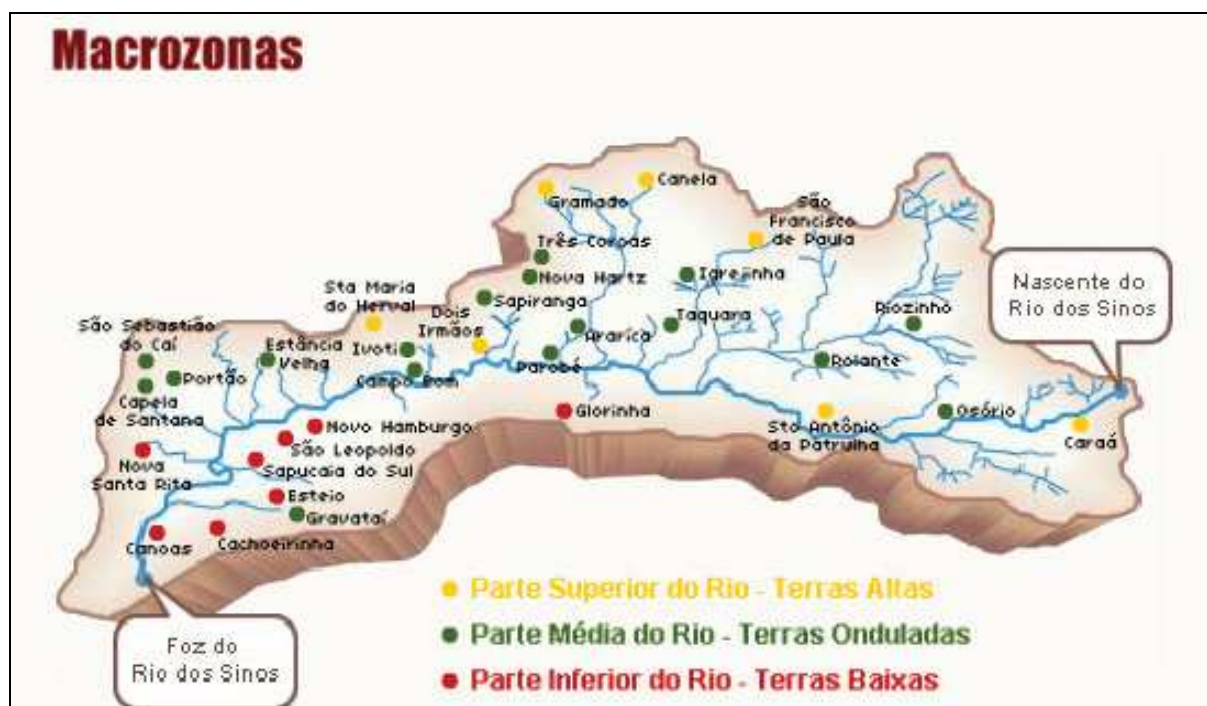 Macrozonas
Canela
Gramado
São
Francisco
de Paula
Três Coroas
Nova Hartz
Igrejinha
Nascente do
Rio dos Sinos
Sta Maria
do Herval
Sapiranga
Dois
Irmãos
Taquara
Riozinho
São Sebastião
do Caí
Estância
Velha
Ivoti
Araricá
Portão
Campo Bom
Parobé
Rolante
Capela
de Santana
Glorinha
Novo Hamburgo
Sto Antônio
da Patrulha
Osório
Caraá
São Leopoldo
Nova
Santa Rita
Sapucaia do Sul
Esteio
Gravataí
Canoas
Cachoeirinha
Parte Superior do Rio - Terras Altas
Parte Média do Rio - Terras Onduladas
Parte Inferior do Rio - Terras Baixas
Foz do
Rio dos Sinos